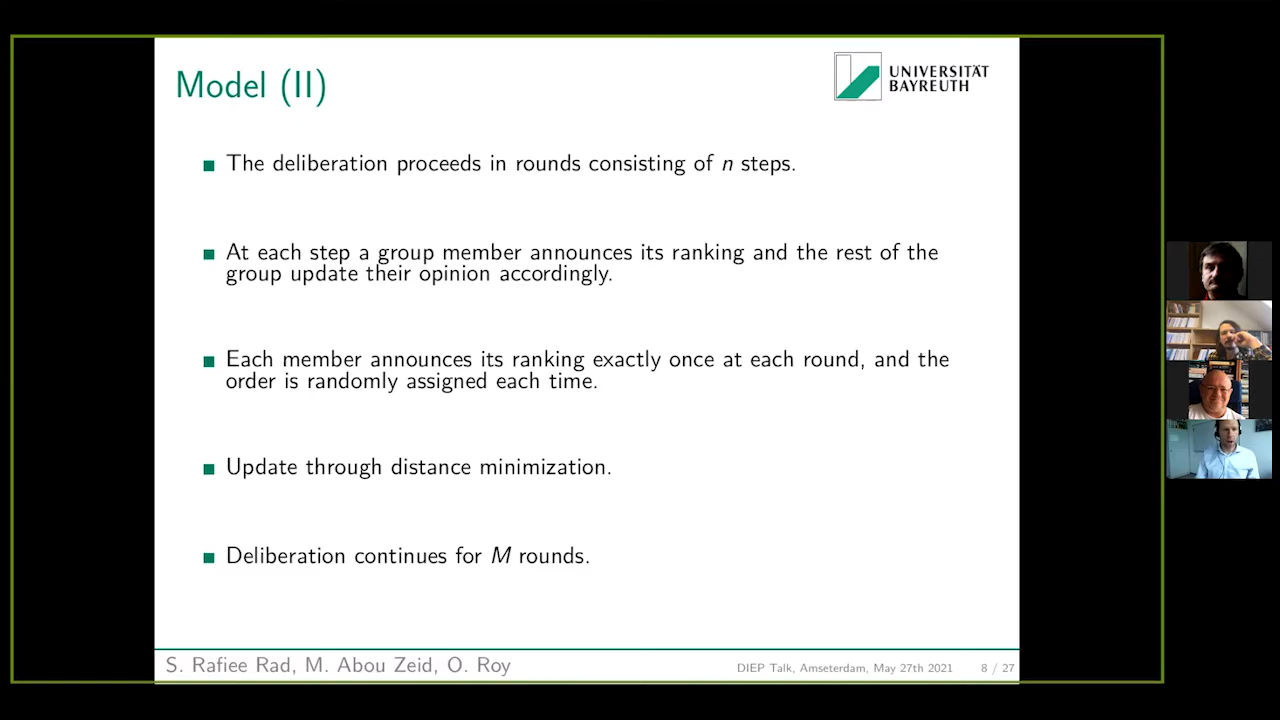 Model (II)
UNIVERSITÄT
BAYREUTH
The deliberation proceeds in rounds consisting of n steps.
At each step a group member announces its ranking and the rest of the
group update their opinion accordingly.
Each member announces its ranking exactly once at each round, and the
order is randomly assigned each time.
Update through distance minimization.
Deliberation continues for M rounds.
S. Rafiee Rad, M. Abou Zeid, O. Roy
DIEP Talk, Amseterdam, May 27th 2021
8 / 27